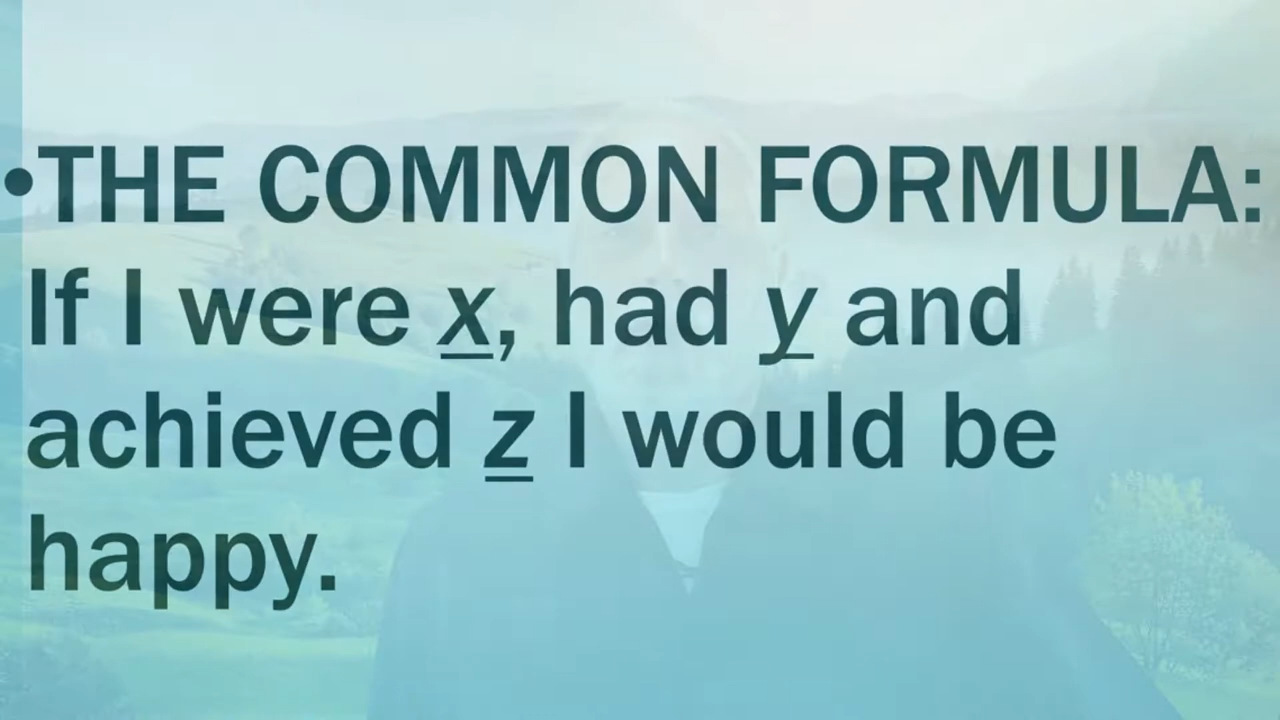 •THE COMMON FORMULA:
If I were x, had y and
achieved z I would be
happy.